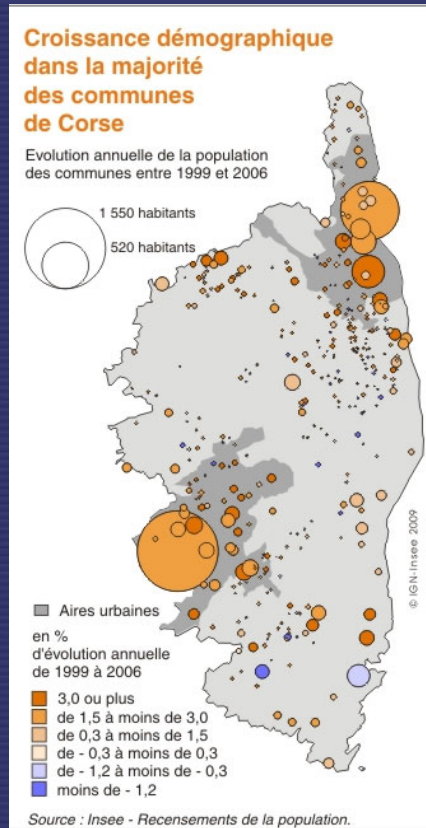 Croissance démographique
dans la majorité
des communes
de Corse
Evolution annuelle de la population
des communes entre 1999 et 2006
1 550 habitants
520 habitants
© IGN-Insee 2009
Aires urbaines
en %
d'évolution annuelle
de 1999 à 2006
3,0 ou plus
de 1,5 à moins de 3,0
de 0,3 à moins de 1,5
de - 0,3 à moins de 0,3
de - 1,2 à moins de - 0,3
moins de - 1,2
Source : Insee - Recensements de la population.